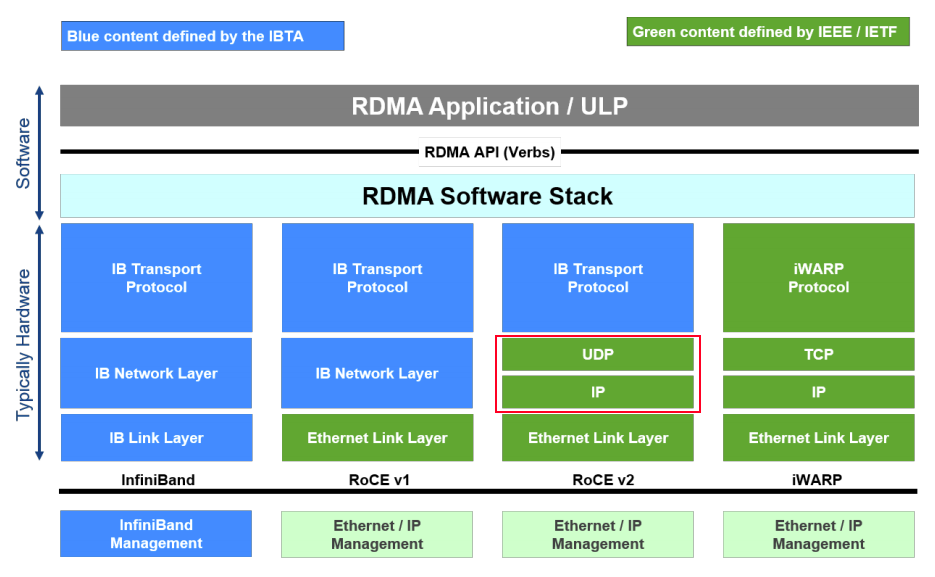 Blue content defined by the IBTA
Green content defined by IEEE / IETF
Software
RDMA Application / ULP
RDMA API (Verbs)
RDMA Software Stack
Typically Hardware
IB Transport
Protocol
IB Transport
Protocol
IB Transport
Protocol
iWARP
Protocol
IB Network Layer
IB Network Layer
UDP
IP
TCP
IP
IB Link Layer
Ethernet Link Layer
Ethernet Link Layer
Ethernet Link Layer
InfiniBand
RoCE v1
RoCE v2
iWARP
InfiniBand
Management
Ethernet / IP
Management
Ethernet / IP
Management
Ethernet / IP
Management